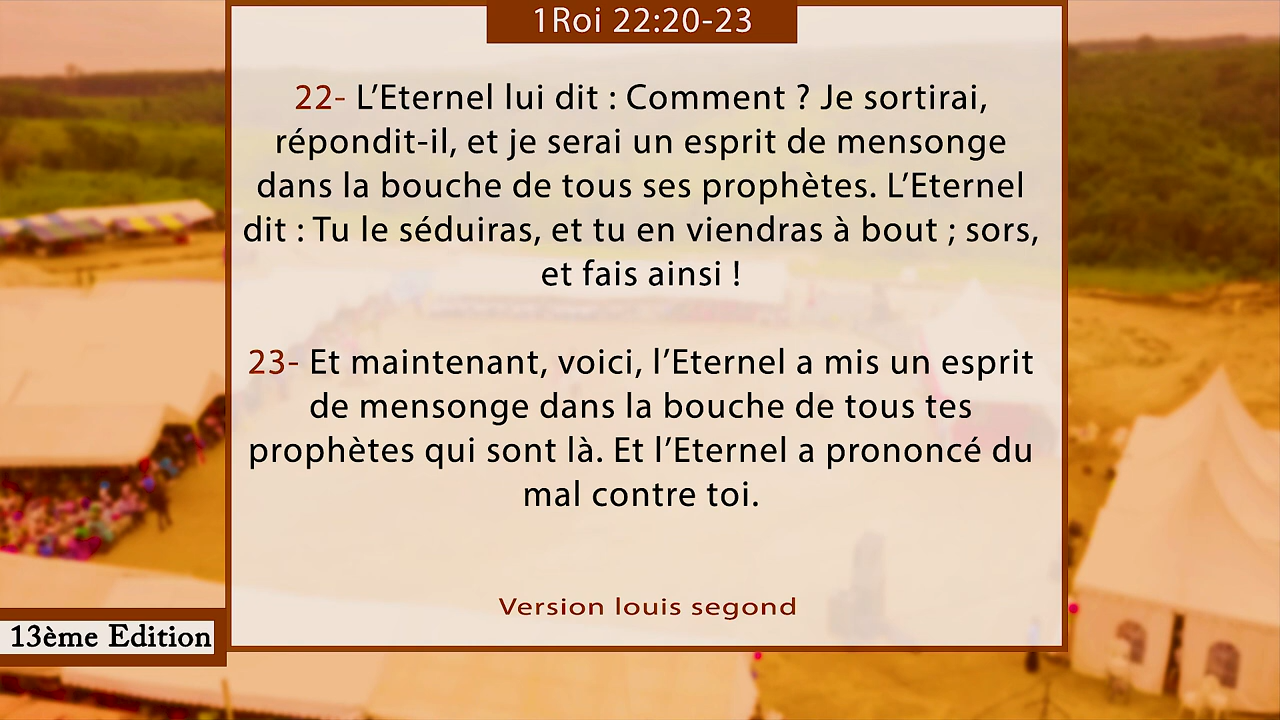 1Roi 22:20-23
22- L’Eternel lui dit : Comment ? Je sortirai,
répondit-il, et je serai un esprit de mensonge
dans la bouche de tous ses prophètes. L’Eternel
dit : Tu le séduiras, et tu en viendras à bout ; sors,
et fais ainsi !
23- Et maintenant, voici, l’Eternel a mis un esprit
de mensonge dans la bouche de tous tes
prophètes qui sont là. Et l’Eternel a prononcé du
mal contre toi.
Version louis segond
13ème Edition